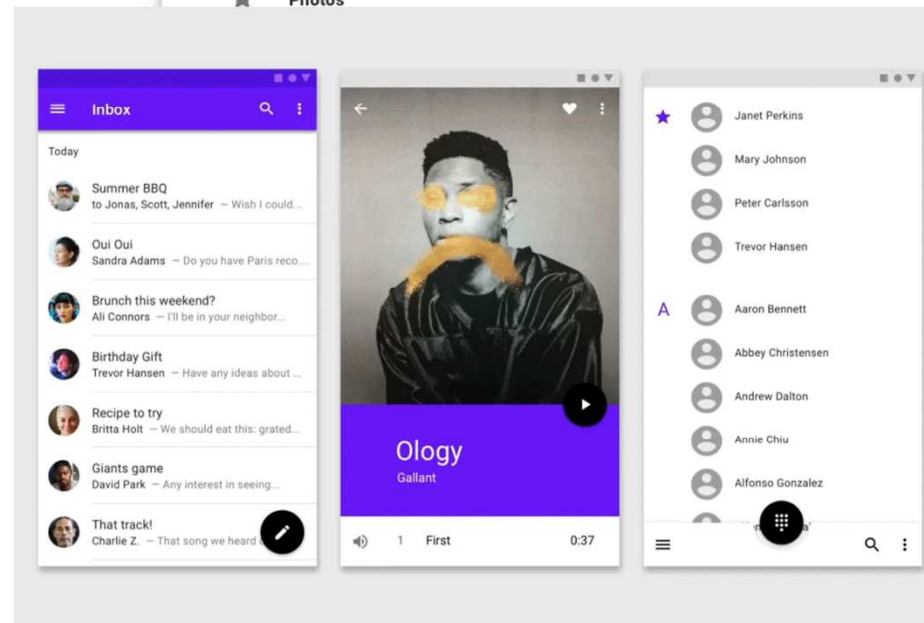 Photos
Inbox
Today
Summer BBQ
to Jonas, Scott, Jennifer – Wish I could...
Oui Oui
Sandra Adams – Do you have Paris reco....
Brunch this weekend?
Ali Connors – I'll be in your neighbor...
Birthday Gift
Trevor Hansen – Have any ideas about ...
Recipe to try
Britta Holt – We should eat this: grated...
Giants game
David Park – Any interest in seeing...
That track!
Charlie Z. – That song we heard
Ology
Gallant
1 First 0:37
Janet Perkins
Mary Johnson
Peter Carlsson
Trevor Hansen
A Aaron Bennett
Abbey Christensen
Andrew Dalton
Annie Chiu
Alfonso Gonzalez